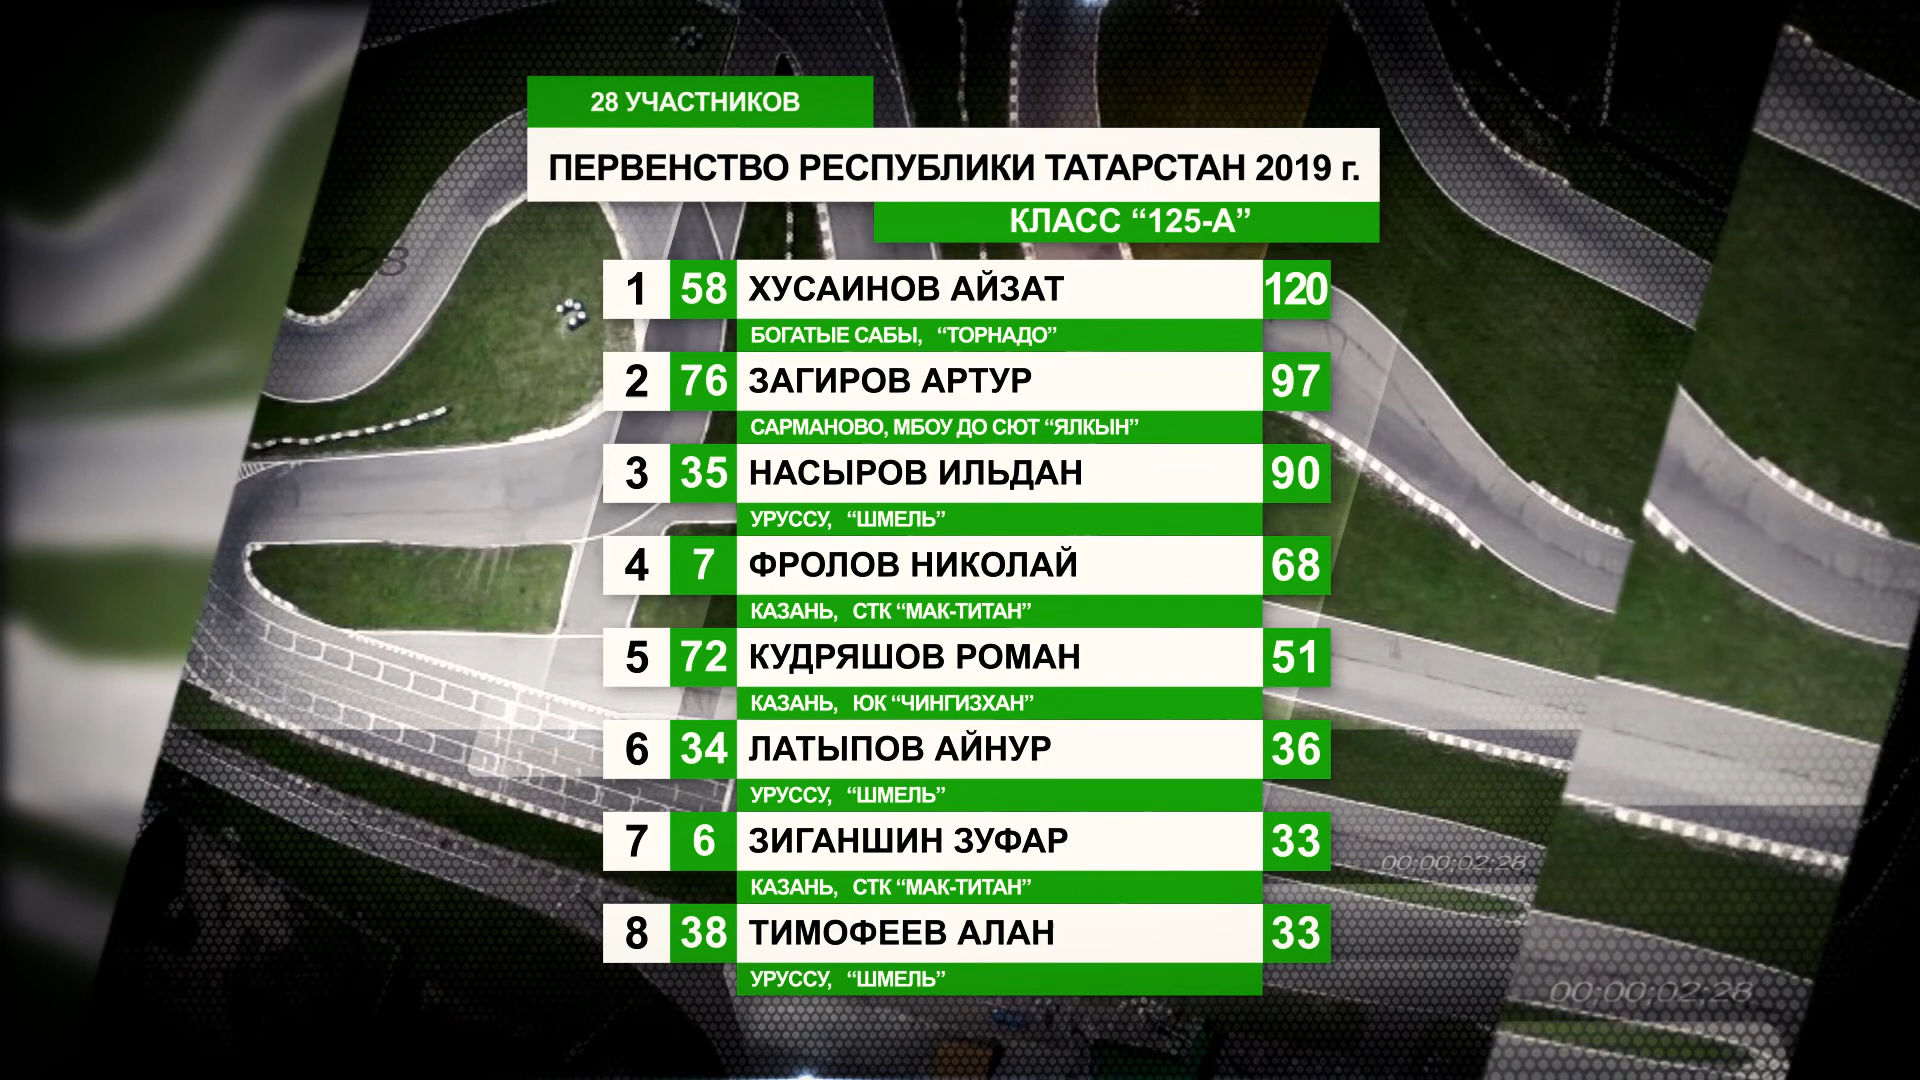 28 УЧАСТНИКОВ
ПЕРВЕНСТВО РЕСПУБЛИКИ ТАТАРСТАН 2019 г.
КЛАСС “125-А”
1 58 ХУСАИНОВ АЙЗАТ 120
БОГАТЫЕ САБЫ, “ТОРНАДО”
2 76 ЗАГИРОВ АРТУР 97
САРМАНОВО, МБОУ ДО СЮТ “ЯЛКЫН”
3 35 НАСЫРОВ ИЛЬДАН 90
УРУССУ, “ШМЕЛЬ”
4 7 ФРОЛОВ НИКОЛАЙ 68
КАЗАНЬ, СТК “МАК-ТИТАН”
5 72 КУДРЯШОВ РОМАН 51
КАЗАНЬ, ЮК “ЧИНГИЗХАН”
6 34 ЛАТЫПОВ АЙНУР 36
УРУССУ, “ШМЕЛЬ”
7 6 ЗИГАНШИН ЗУФАР 33
КАЗАНЬ, СТК “МАК-ТИТАН”
00:00:02:28
8 38 ТИМОФЕЕВ АЛАН 33
УРУССУ, “ШМЕЛЬ”
00:00:02:28